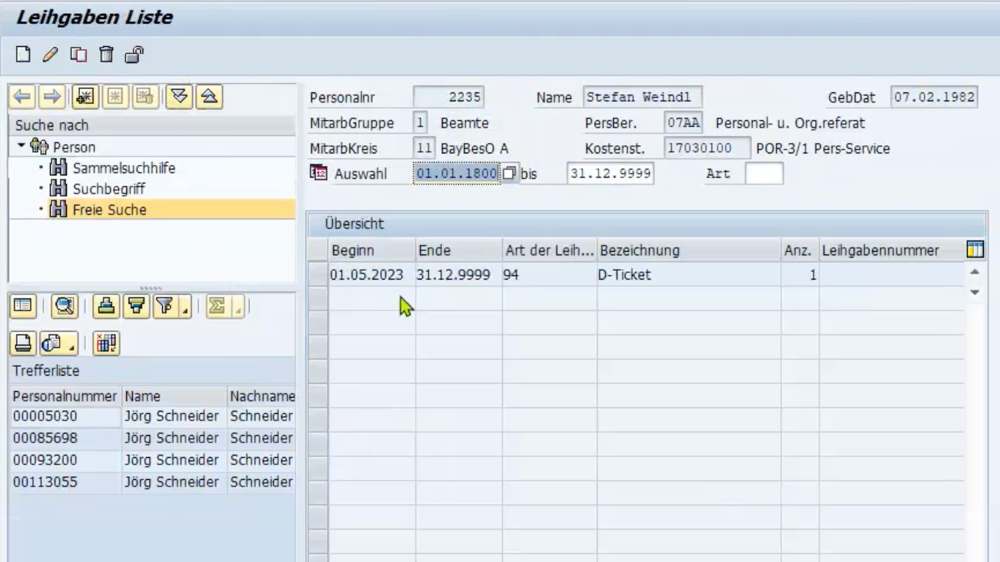 Leihgaben Liste
Suche nach
Person
Sammelsuchhilfe
Suchbegriff
Freie Suche
Trefferliste
Personalnummer Name Nachname
00005030 Jörg Schneider Schneider
00085698 Jörg Schneider Schneider
00093200 Jörg Schneider Schneider
00113055 Jörg Schneider Schneider
Personalnr 2235 Name Stefan Weindl GebDat 07.02.1982
MitarbGruppe 1 Beamte PersBer. 07AA Personal- u. Org.referat
MitarbKreis 11 BayBesO A Kostenst. 17030100 POR-3/1 Pers-Service
12 Auswahl 01.01.1800 bis 31.12.9999 Art
Übersicht
Beginn Ende Art der Leih... Bezeichnung Anz. Leihgabennummer
01.05.2023 31.12.9999 94 D-Ticket 1